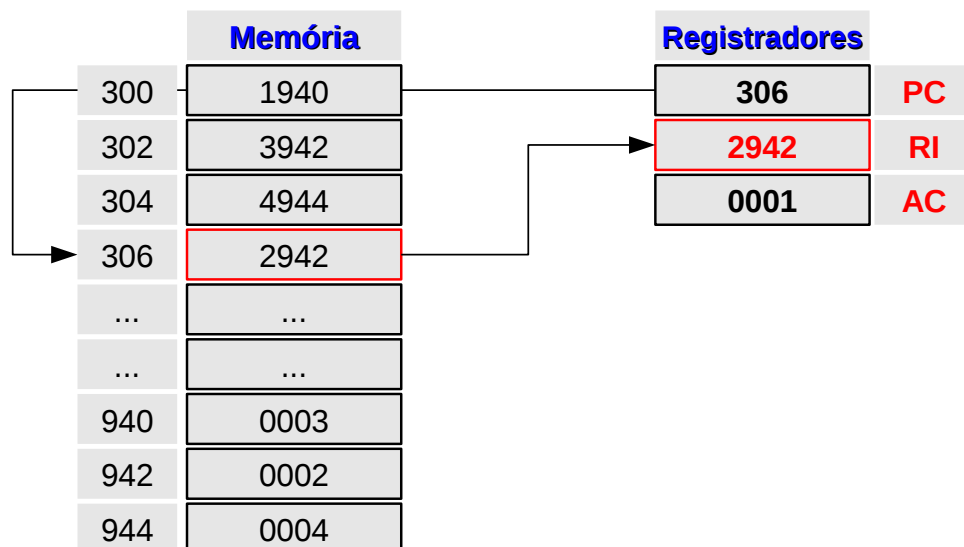 Memória Registradores
300 1940 306 PC
302 3942 2942 RI
304 4944 0001 AC
306 2942
... ...
... ...
940 0003
942 0002
944 0004